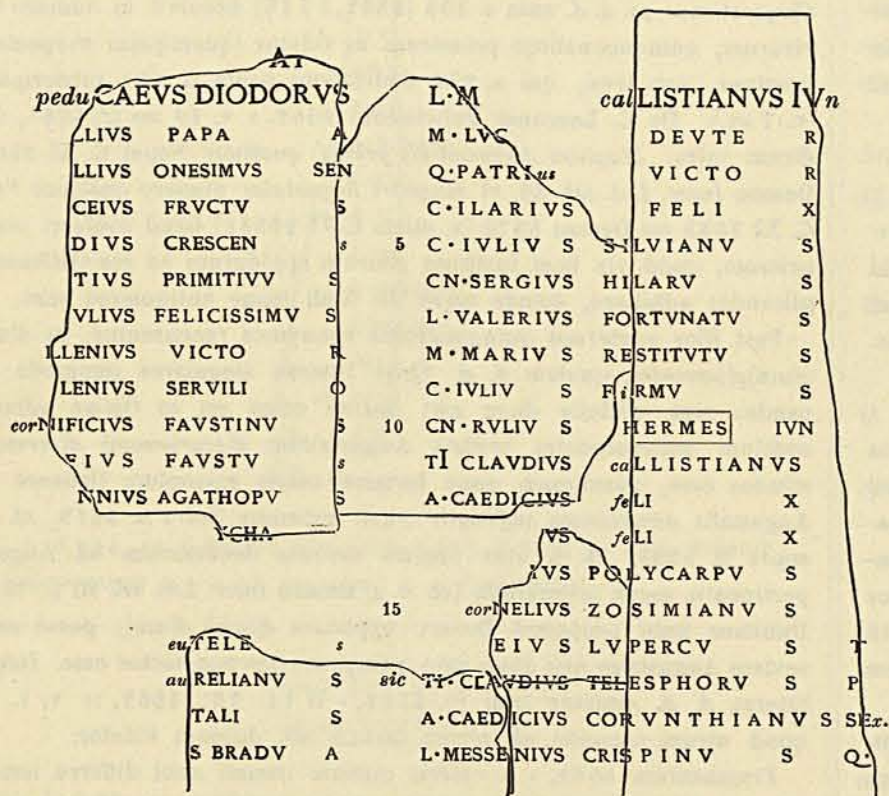 AI
peduCAEVS DIODORVS L·M calLISTIANVS IVn
LLIVS PAPA A M·LVC DEVTE R
LLIVS ONESIMVS SEN Q·PATRIus VICTO R
CEIVS FRVCTV S C·ILARIVS FELI X
DIVS CRESCEN s 5 C·IVLIV S SILVIANV S
TIVS PRIMITIVV S CN·SERGIVS HILARV S
VLIVS FELICISSIMV S L·VALERIVS FORTVNATV S
LLENIVS VICTO R M·MARIV S RESTITVTV S
LENIVS SERVILI O C·IVLIV S FiRMV S
corNIFICIVS FAVSTINV S 10 CN·RVLIV S HERMES IVN
EIVS FAVSTV s TI CLAVDIVS caLLISTIANVS
NNIVS AGATHOPV S A·CAEDICIVS feLI X
YCHA VS feLI X
IVS POLYCARPV S
15 corNELIVS ZOSIMIANV S
euTELE s EIVS LVPERCV S T
auRELIANV S sic TI·CLAVDIVS TELESPHORV S P
TALI S A·CAEDICIVS CORVNTHIANVS SEx.
S BRADV A L·MESSENIVS CRISPINV S Q·